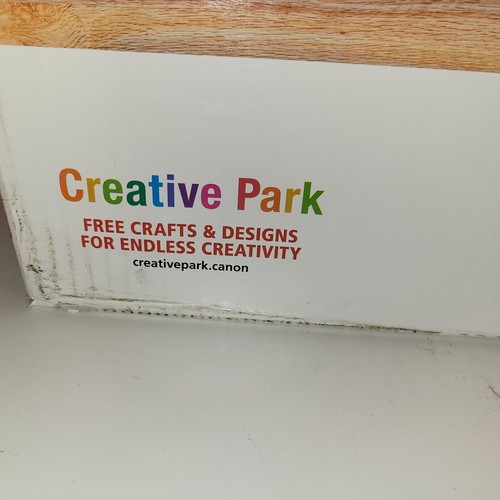 Creative Park
FREE CRAFTS & DESIGNS
FOR ENDLESS CREATIVITY
creativepark.canon